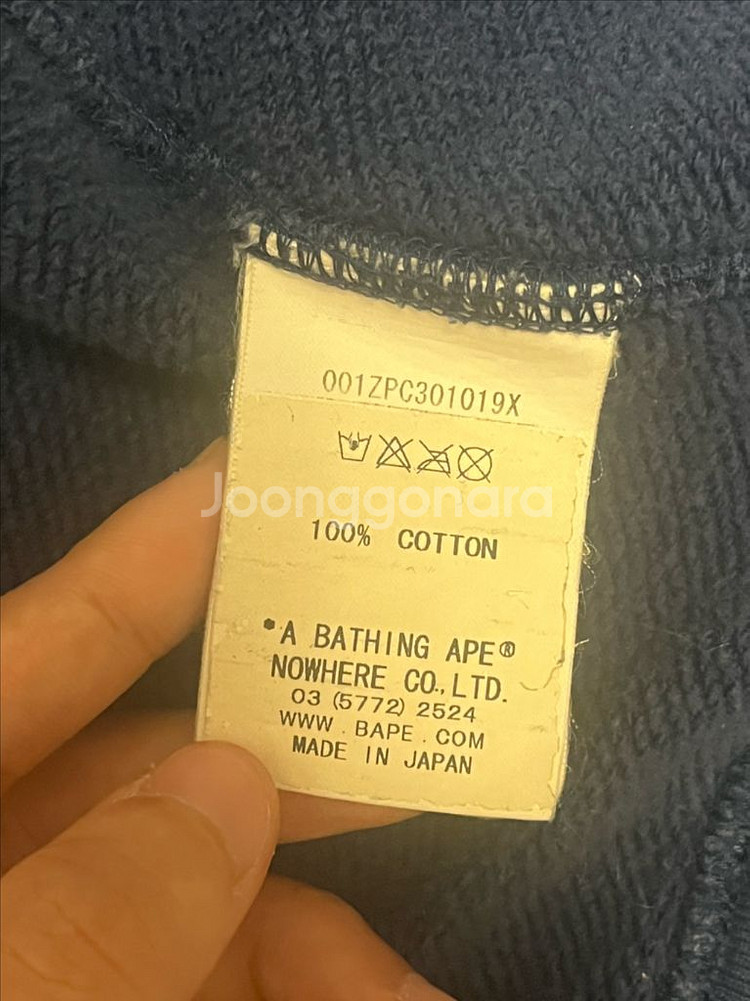 001ZPC301019X
Joonggonara
100% COTTON
*A BATHING APE®
NOWHERE CO., LTD.
03 (5772) 2524
WWW . BAPE . COM
MADE IN JAPAN